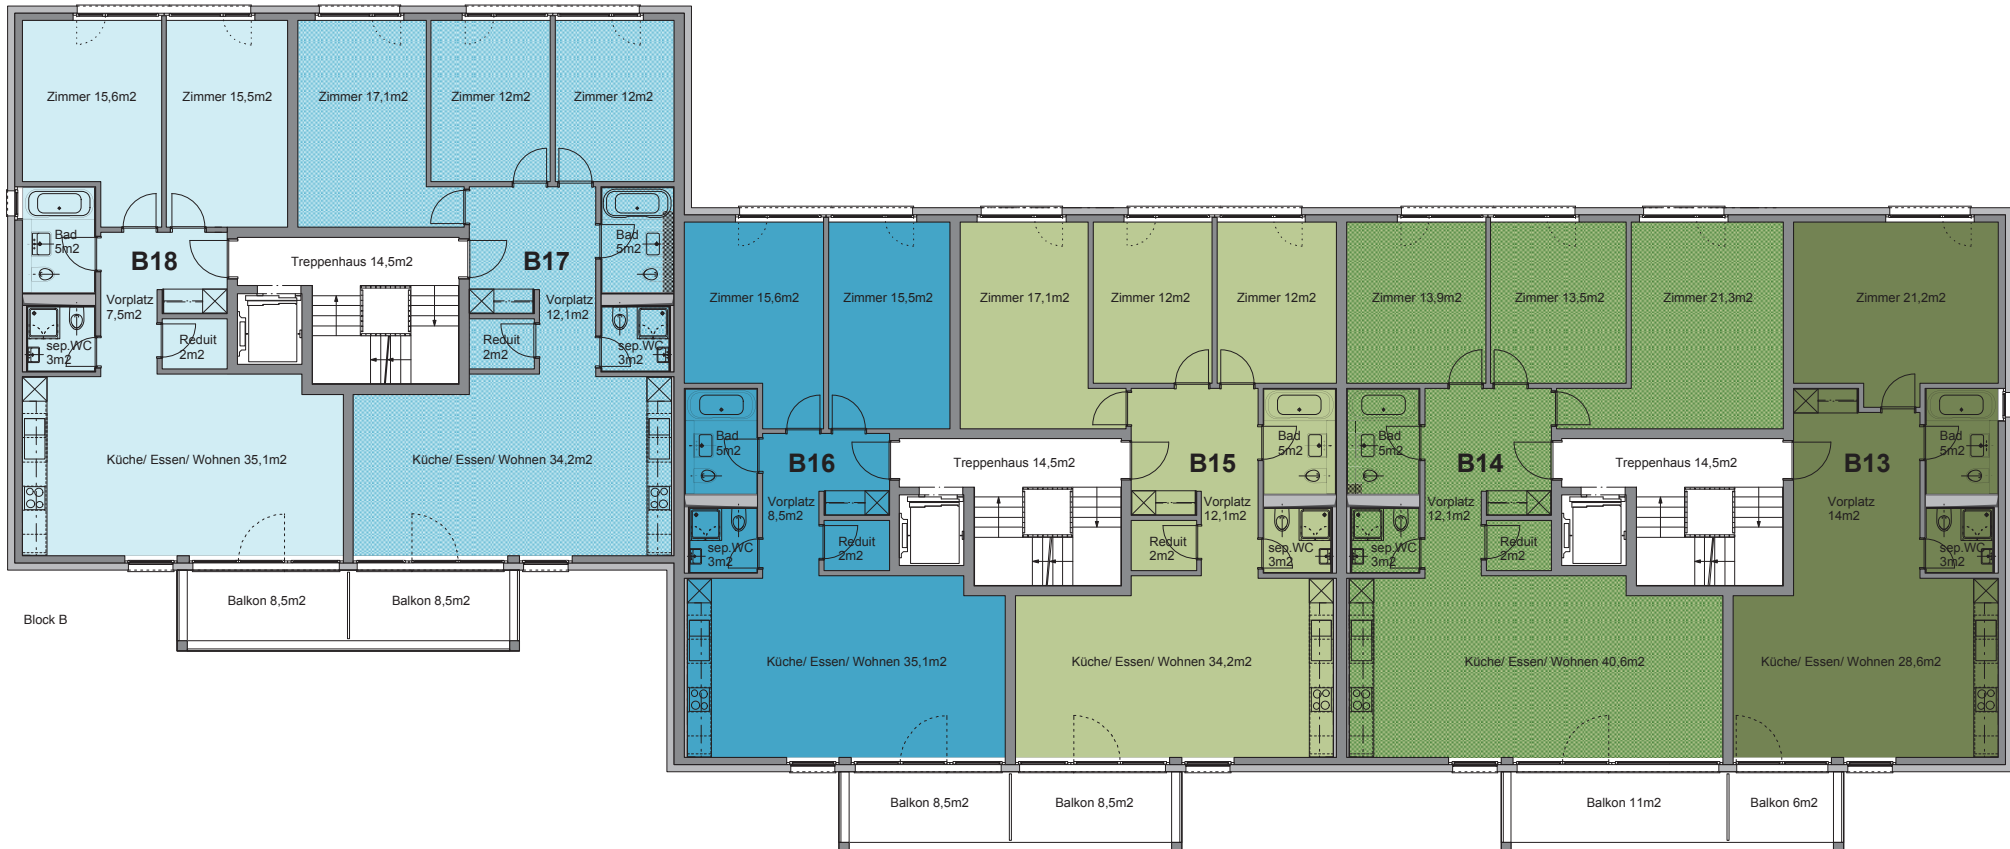 Zimmer 15,6m2
Zimmer 15,5m2
Zimmer 17,1m2
Zimmer 12m2
Zimmer 12m2
Bad
5m2
B18
Treppenhaus 14,5m2
B17
Bad
5m2
Vorplatz
7,5m2
Vorplatz
12,1m2
sep.WC
3m2
Reduit
2m2
Reduit
2m2
sep.WC
3m2
Küche/ Essen/ Wohnen 35,1m2
Küche/ Essen/ Wohnen 34,2m2
Balkon 8,5m2
Balkon 8,5m2
Block B
Zimmer 15,6m2
Zimmer 15,5m2
Zimmer 17,1m2
Zimmer 12m2
Zimmer 12m2
Zimmer 13,9m2
Zimmer 13,5m2
Zimmer 21,3m2
Zimmer 21,2m2
Bad
5m2
B16
Treppenhaus 14,5m2
B15
Bad
5m2
Bad
5m2
B14
Treppenhaus 14,5m2
B13
Bad
5m2
Vorplatz
8,5m2
Vorplatz
12,1m2
Vorplatz
12,1m2
Vorplatz
14m2
sep.WC
3m2
Reduit
2m2
Reduit
2m2
sep.WC
3m2
sep.WC
3m2
Reduit
2m2
sep.WC
3m2
Küche/ Essen/ Wohnen 35,1m2
Küche/ Essen/ Wohnen 34,2m2
Küche/ Essen/ Wohnen 40,6m2
Küche/ Essen/ Wohnen 28,6m2
Balkon 8,5m2
Balkon 8,5m2
Balkon 11m2
Balkon 6m2